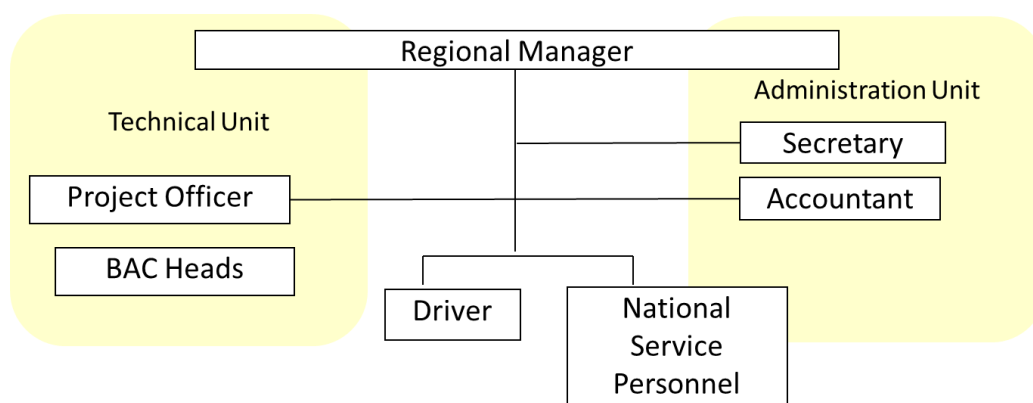 Regional Manager
Administration Unit
Technical Unit
Secretary
Project Officer
Accountant
BAC Heads
Driver
National
Service
Personnel